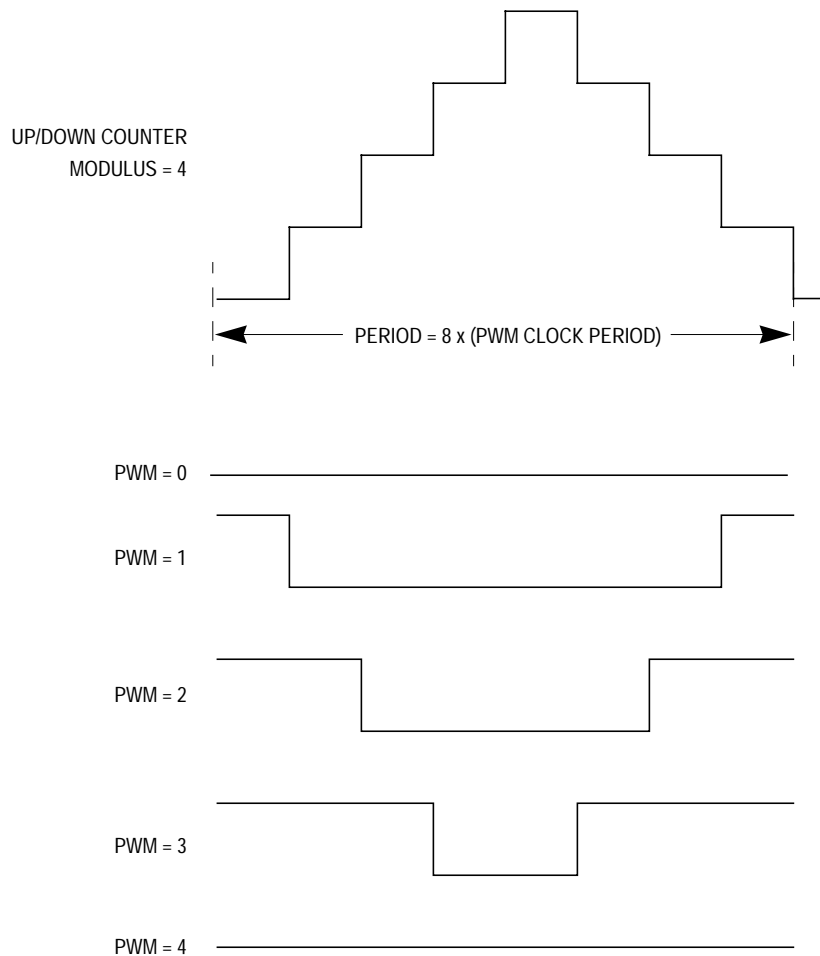 UP/DOWN COUNTER
MODULUS = 4
PERIOD = 8 x (PWM CLOCK PERIOD)
PWM = 0
PWM = 1
PWM = 2
PWM = 3
PWM = 4